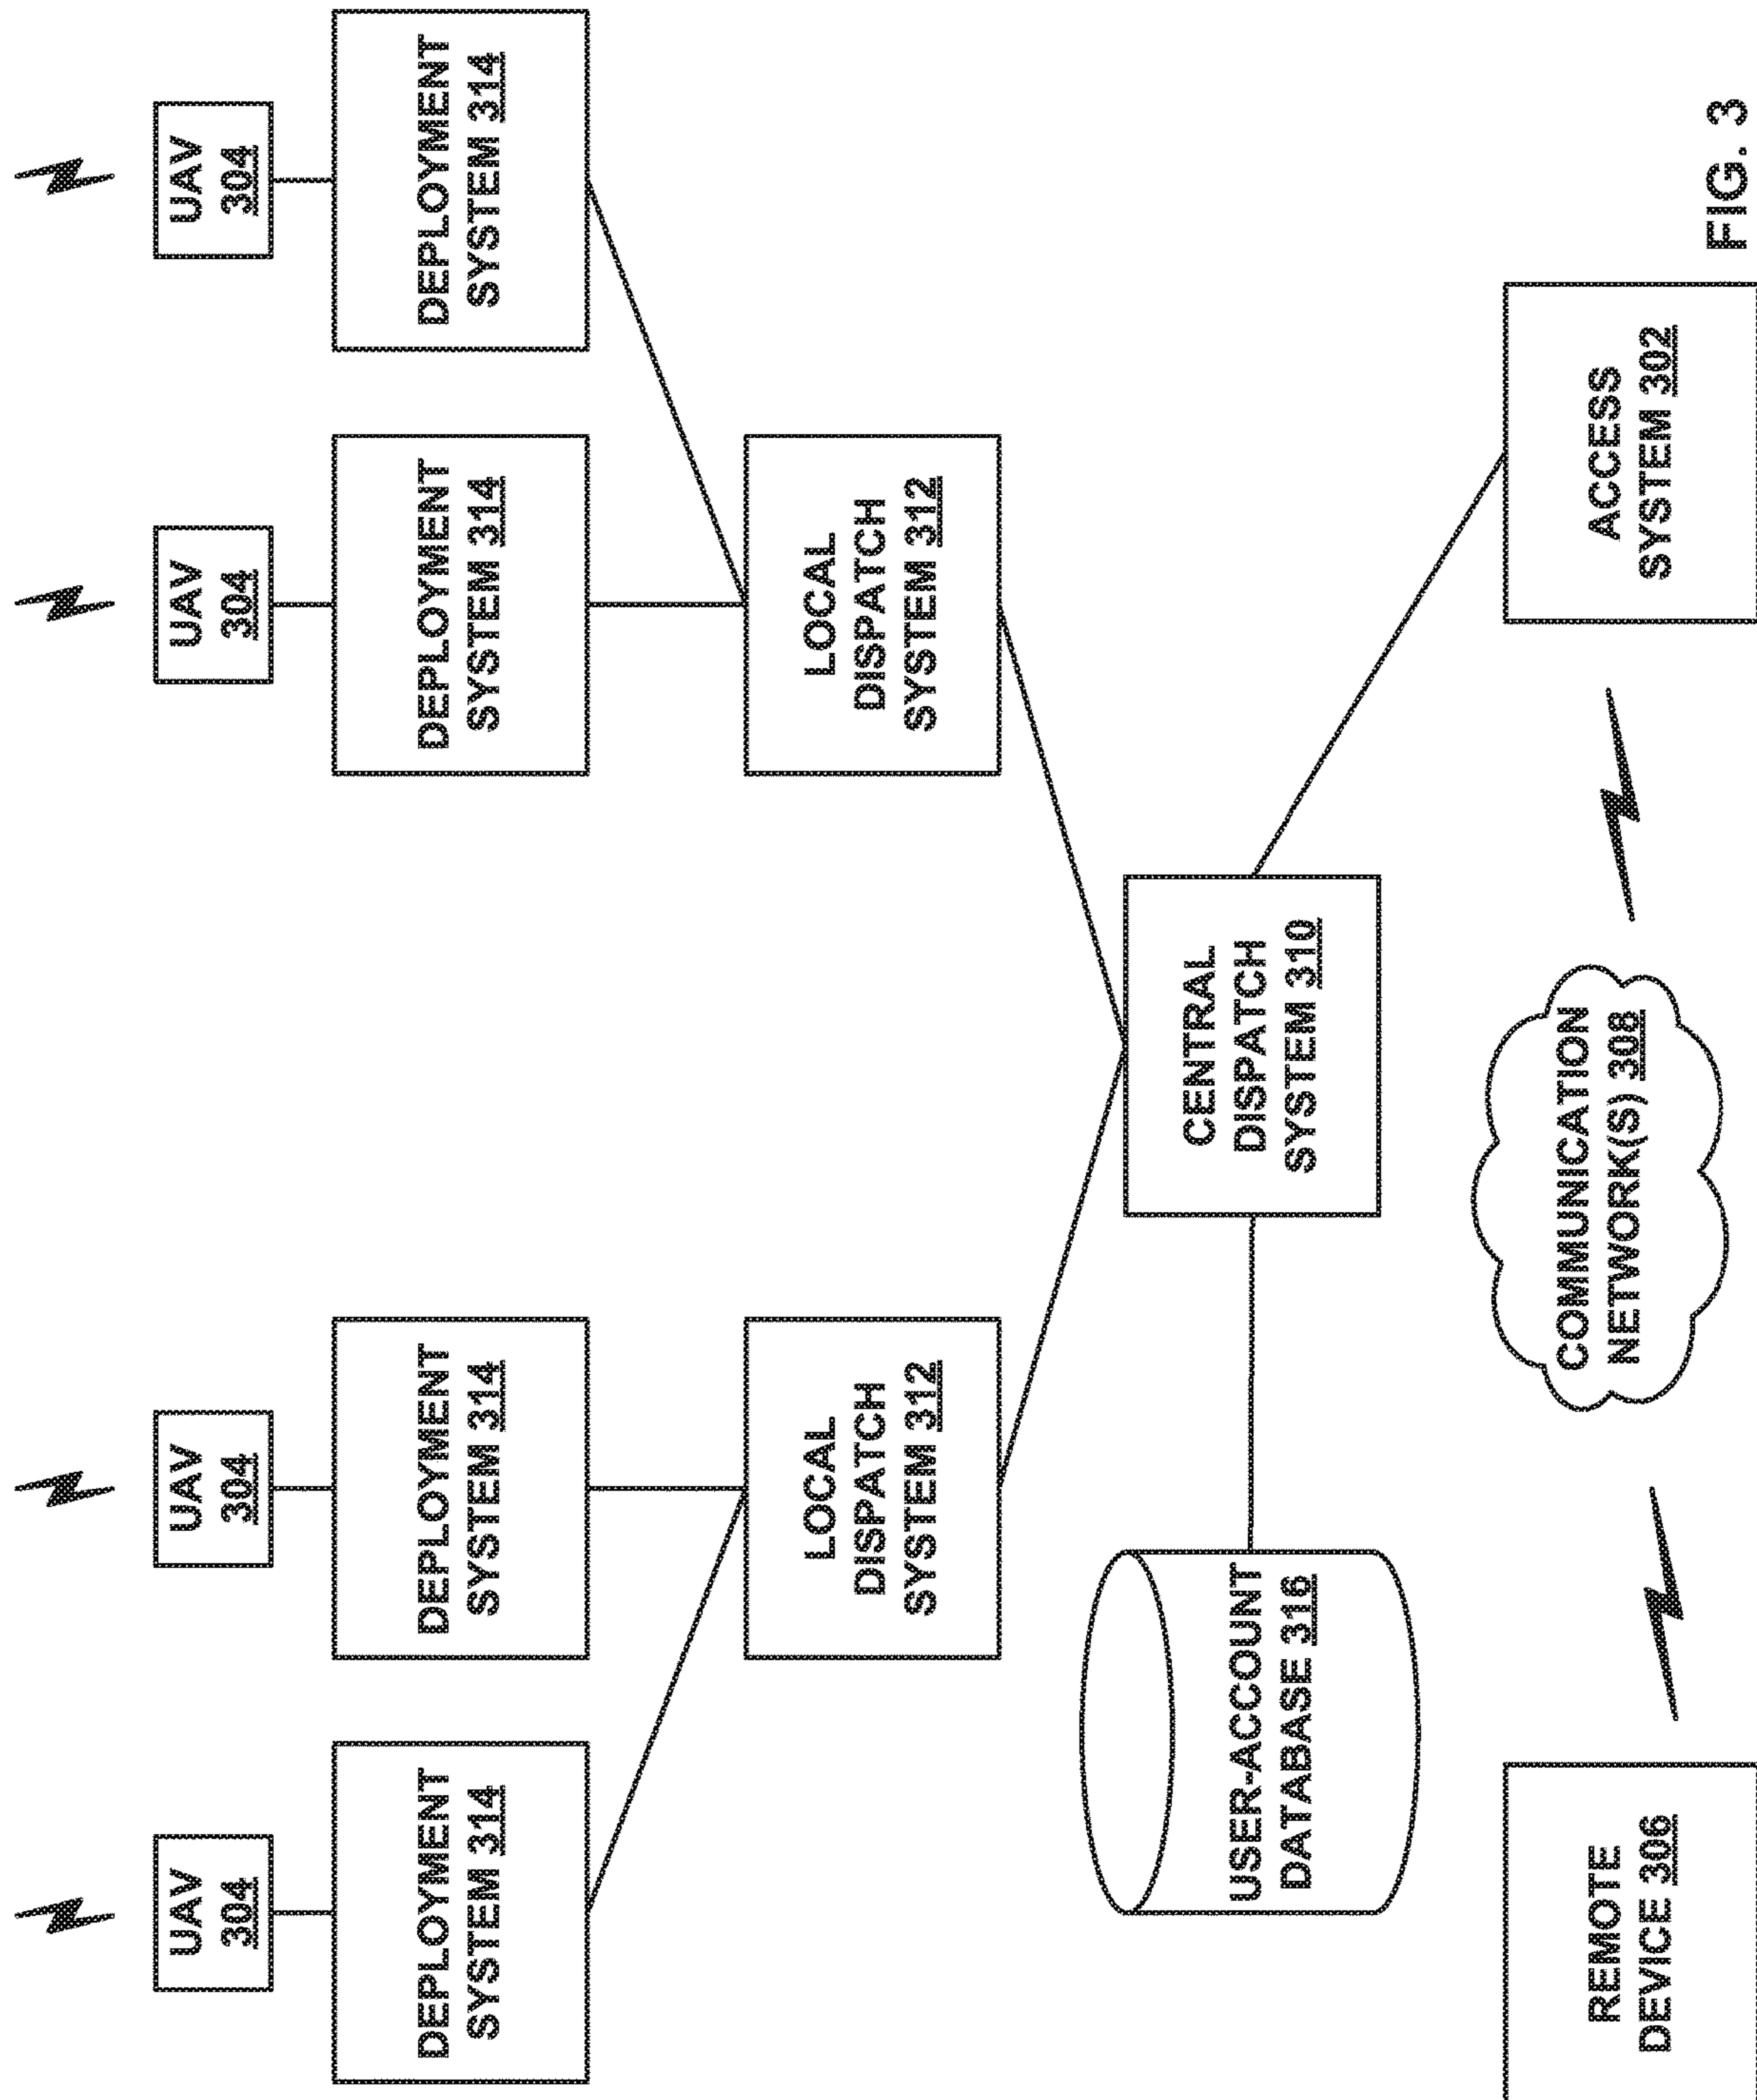 UAV
304
UAV
304
UAV
304
UAV
304
DEPLOYMENT
SYSTEM 314
DEPLOYMENT
SYSTEM 314
DEPLOYMENT
SYSTEM 314
DEPLOYMENT
SYSTEM 314
LOCAL
DISPATCH
SYSTEM 312
LOCAL
DISPATCH
SYSTEM 312
USER-ACCOUNT
DATABASE 316
CENTRAL
DISPATCH
SYSTEM 310
REMOTE
DEVICE 306
COMMUNICATION
NETWORK(S) 308
ACCESS
SYSTEM 302
FIG. 3